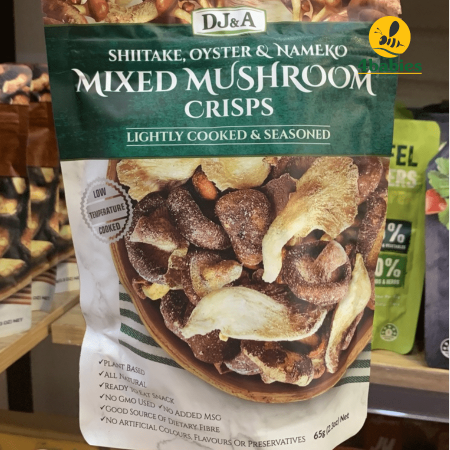 DJ&A
SHIITAKE, OYSTER & NAMEKO
MIXED MUSHROOM
CRISPS
LIGHTLY COOKED & SEASONED
LOW
TEMPERATURE
COOKED
✓PLANT BASED
✓ALL NATURAL
✓READY TO EAT SNACK
✓NO GMO USED ✓NO ADDED MSG
✓GOOD SOURCE OF DIETARY FIBRE
✓NO ARTIFICIAL COLOURS, FLAVOURS OR PRESERVATIVES
65g (2.3oz) Net